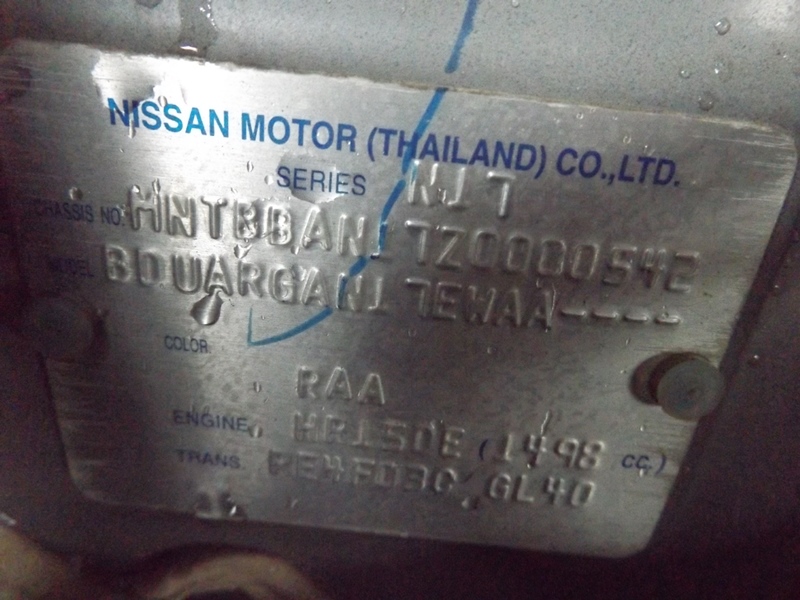 NISSAN MOTOR (THAILAND) CO.,LTD.
SERIES N17
CHASSIS NO. MNTBBAN17Z0000542
MODEL BDUARGAN17EWAA----
COLOR RAA
ENGINE HR15DE (1498 cc.)
TRANS. RE4F03C GL40